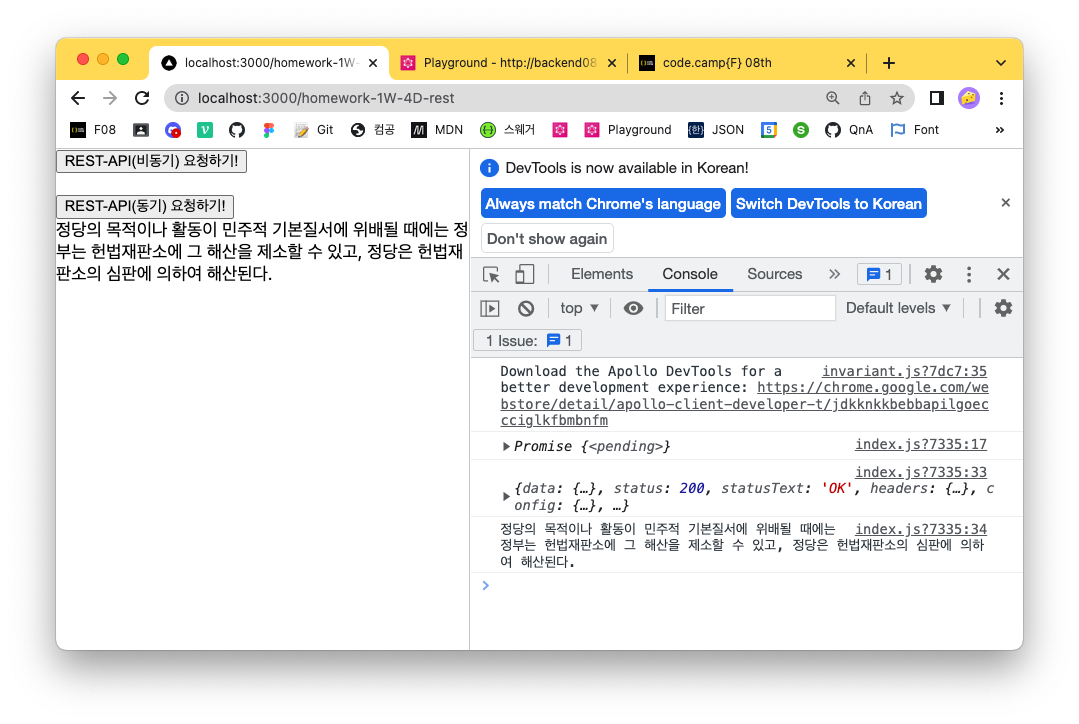 localhost:3000/homework-1W-
Playground - http://backend08
code.camp{F} 08th
localhost:3000/homework-1W-4D-rest
F08
Git
컴공
MDN
스웨거
Playground
JSON
QnA
Font
»
REST-API(비동기) 요청하기!
REST-API(동기) 요청하기!
정당의 목적이나 활동이 민주적 기본질서에 위배될 때에는 정
부는 헌법재판소에 그 해산을 제소할 수 있고, 정당은 헌법재
판소의 심판에 의하여 해산된다.
DevTools is now available in Korean!
Always match Chrome's language
Switch DevTools to Korean
Don't show again
Elements
Console
Sources
»
1
top ▼
Filter
Default levels ▼
1 Issue: 1
Download the Apollo DevTools for a invariant.js?7dc7:35
better development experience: https://chrome.google.com/we
bstore/detail/apollo-client-developer-t/jdkknkkbebbapilgoec
cciglkfbmbnfm
Promise {<pending>} index.js?7335:17
index.js?7335:33
{data: {…}, status: 200, statusText: 'OK', headers: {…}, c
onfig: {…}, …}
정당의 목적이나 활동이 민주적 기본질서에 위배될 때에는 index.js?7335:34
정부는 헌법재판소에 그 해산을 제소할 수 있고, 정당은 헌법재판소의 심판에 의하
여 해산된다.